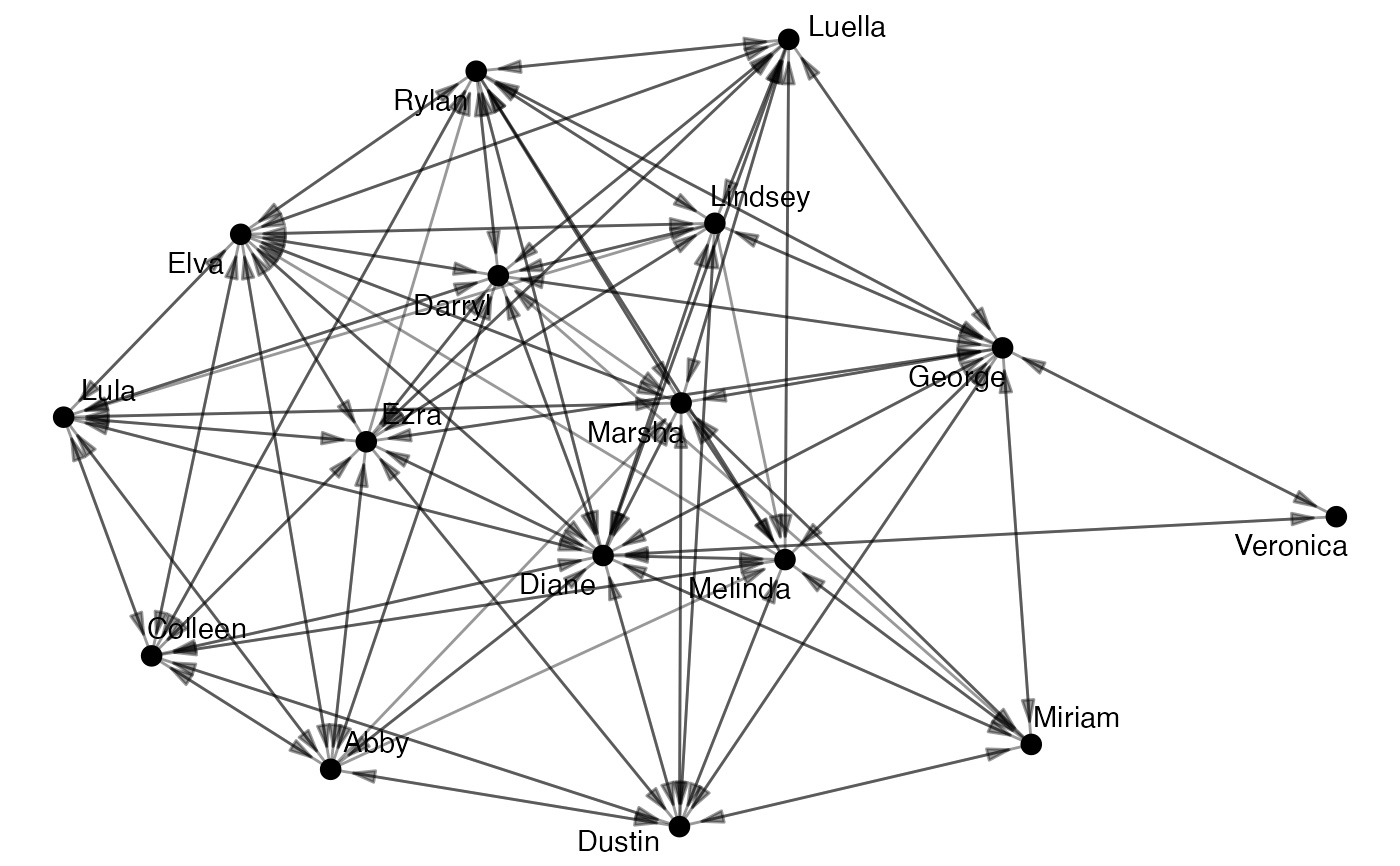 Luella
Rylan
Lindsey
Elva
Darryl
George
Lula
Ezra
Marsha
Veronica
Diane
Melinda
Colleen
Miriam
Abby
Dustin